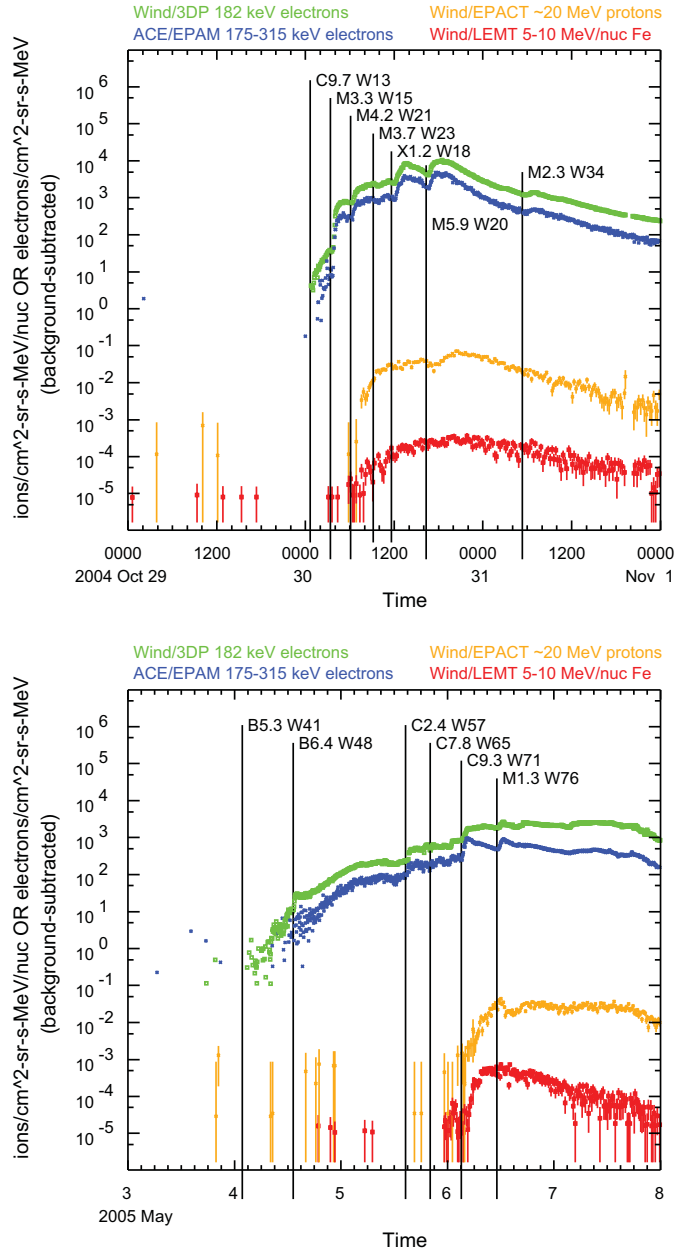 Wind/3DP 182 keV electrons Wind/EPACT ~20 MeV protons
ACE/EPAM 175-315 keV electrons Wind/LEMT 5-10 MeV/nuc Fe
ions/cm^2-sr-s-MeV/nuc OR electrons/cm^2-sr-s-MeV
(background-subtracted)
10^6
10^5
10^4
10^3
10^2
10^1
10^0
10^-1
10^-2
10^-3
10^-4
10^-5
C9.7 W13
M3.3 W15
M4.2 W21
M3.7 W23
X1.2 W18
M2.3 W34
M5.9 W20
0000 1200 0000 1200 0000 1200 0000
2004 Oct 29 30 31 Nov 1
Time
Wind/3DP 182 keV electrons Wind/EPACT ~20 MeV protons
ACE/EPAM 175-315 keV electrons Wind/LEMT 5-10 MeV/nuc Fe
ions/cm^2-sr-s-MeV/nuc OR electrons/cm^2-sr-s-MeV
(background-subtracted)
10^6
10^5
10^4
10^3
10^2
10^1
10^0
10^-1
10^-2
10^-3
10^-4
10^-5
B5.3 W41 C2.4 W57
B6.4 W48 C7.8 W65
C9.3 W71
M1.3 W76
3 4 5 6 7 8
2005 May
Time